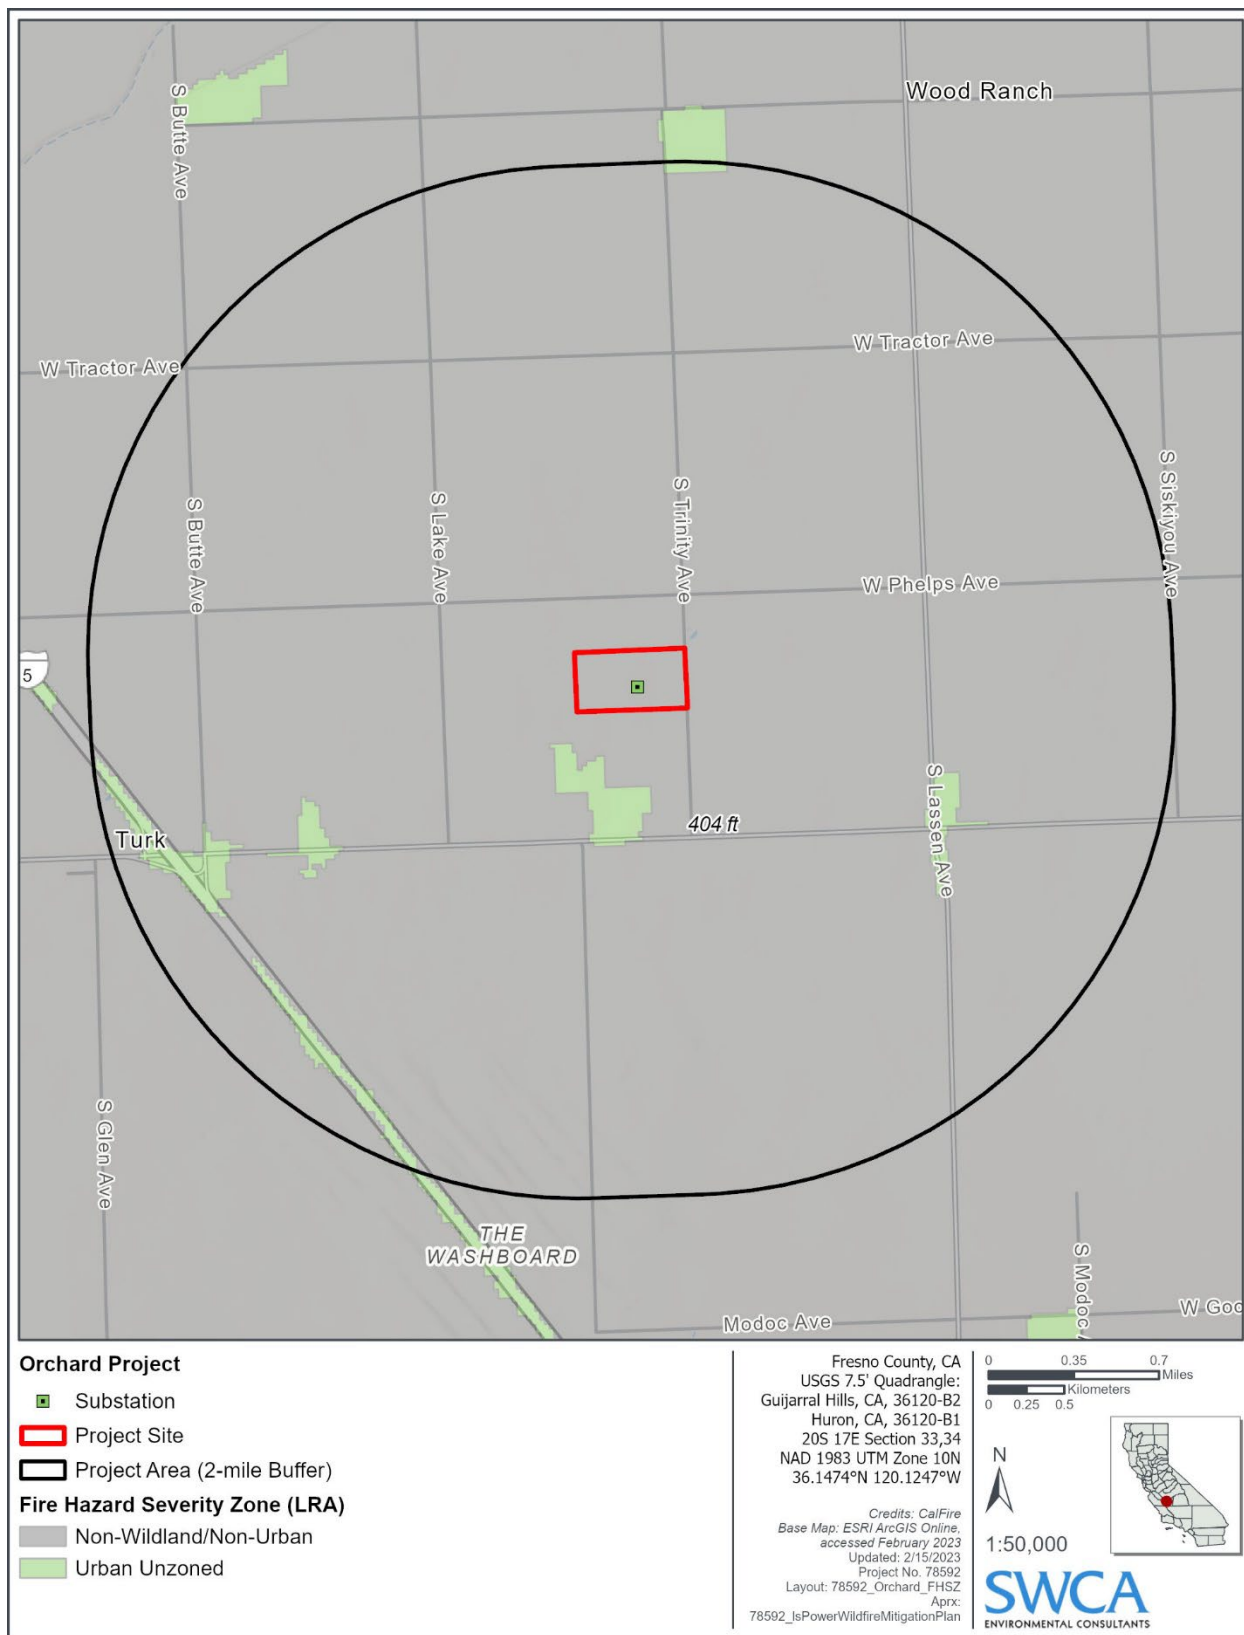 S Butte Ave
Wood Ranch
W Tractor Ave
W Tractor Ave
S Butte Ave
S Lake Ave
S Trinity Ave
S Siskiyou Ave
W Phelps Ave
5
Turk
404 ft
S Lassen Ave
S Glen Ave
THE
WASHBOARD
S Modoc
Modoc Ave
W Goo
Orchard Project
Substation
Project Site
Project Area (2-mile Buffer)
Fire Hazard Severity Zone (LRA)
Non-Wildland/Non-Urban
Urban Unzoned
Fresno County, CA
USGS 7.5' Quadrangle:
Guijarral Hills, CA, 36120-B2
Huron, CA, 36120-B1
20S 17E Section 33,34
NAD 1983 UTM Zone 10N
36.1474°N 120.1247°W
Credits: CalFire
Base Map: ESRI ArcGIS Online,
accessed February 2023
Updated: 2/15/2023
Project No. 78592
Layout: 78592_Orchard_FHSZ
Aprx:
78592_IsPowerWildfireMitigationPlan
0 0.35 0.7
Miles
Kilometers
0 0.25 0.5
N
1:50,000
SWCA
ENVIRONMENTAL CONSULTANTS